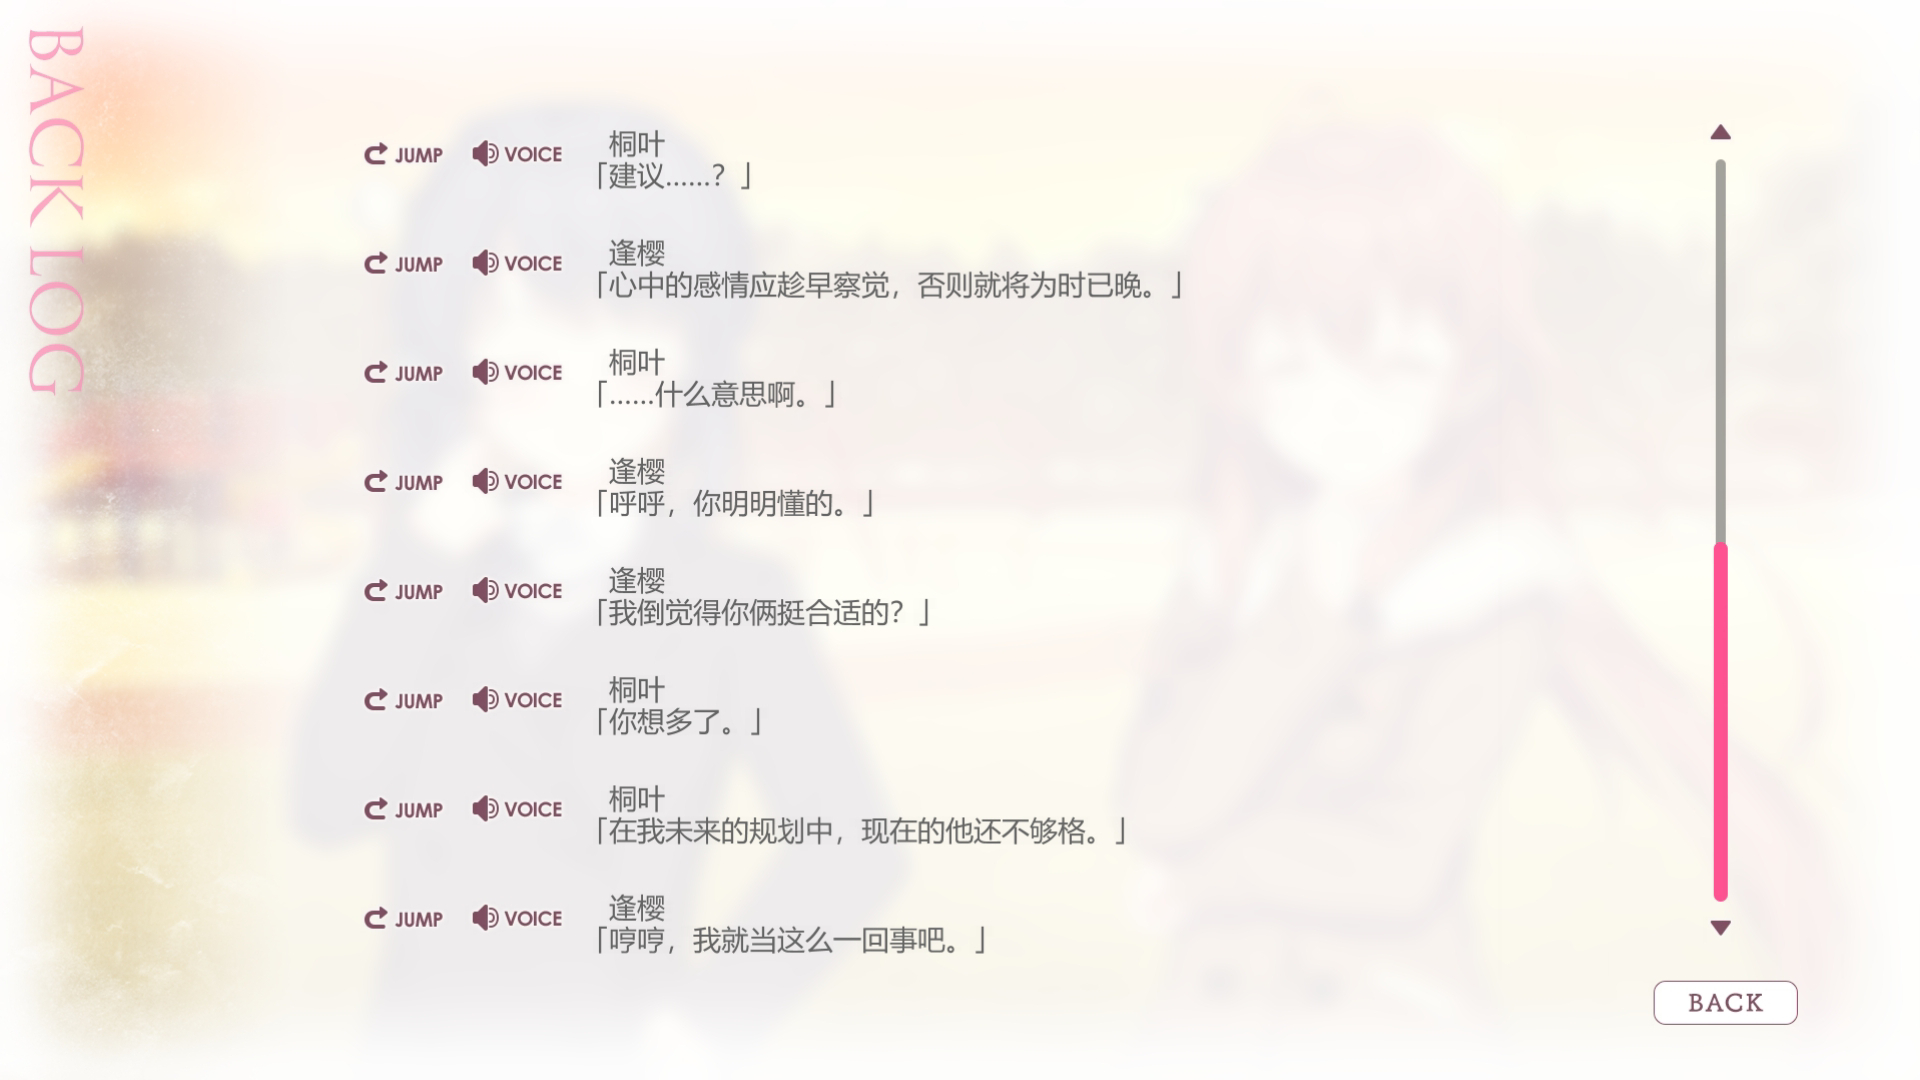 BACK LOG
JUMP VOICE 桐叶
「建议……？」
JUMP VOICE 逢樱
「心中的感情应趁早察觉，否则就将为时已晚。」
JUMP VOICE 桐叶
「……什么意思啊。」
JUMP VOICE 逢樱
「呼呼，你明明懂的。」
JUMP VOICE 逢樱
「我倒觉得你俩挺合适的？」
JUMP VOICE 桐叶
「你想多了。」
JUMP VOICE 桐叶
「在我未来的规划中，现在的他还不够格。」
JUMP VOICE 逢樱
「哼哼，我就当这么一回事吧。」
BACK